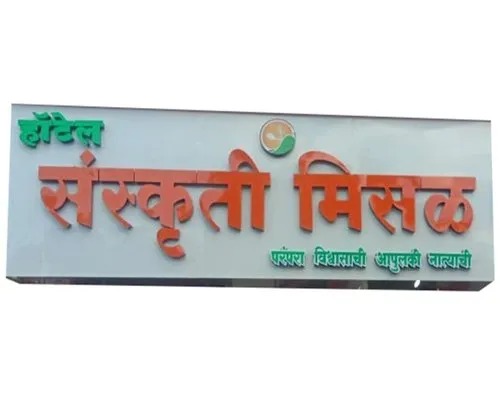 हॉटेल
संस्कृती मिसळ
परंपरा विश्वासाची आपुलकी नात्याची